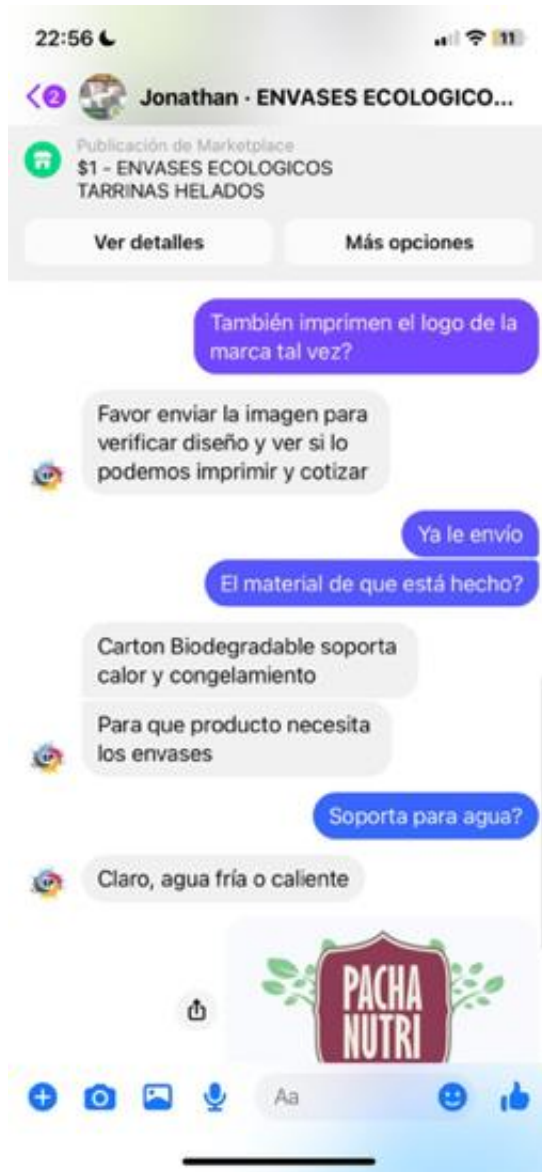 22:56
11
2
Jonathan · ENVASES ECOLOGICO...
Publicación de Marketplace
$1 - ENVASES ECOLOGICOS
TARRINAS HELADOS
Ver detalles
Más opciones
También imprimen el logo de la
marca tal vez?
Favor enviar la imagen para
verificar diseño y ver si lo
podemos imprimir y cotizar
Ya le envío
El material de que está hecho?
Carton Biodegradable soporta
calor y congelamiento
Para que producto necesita
los envases
Soporta para agua?
Claro, agua fría o caliente
PACHA
NUTRI
Aa